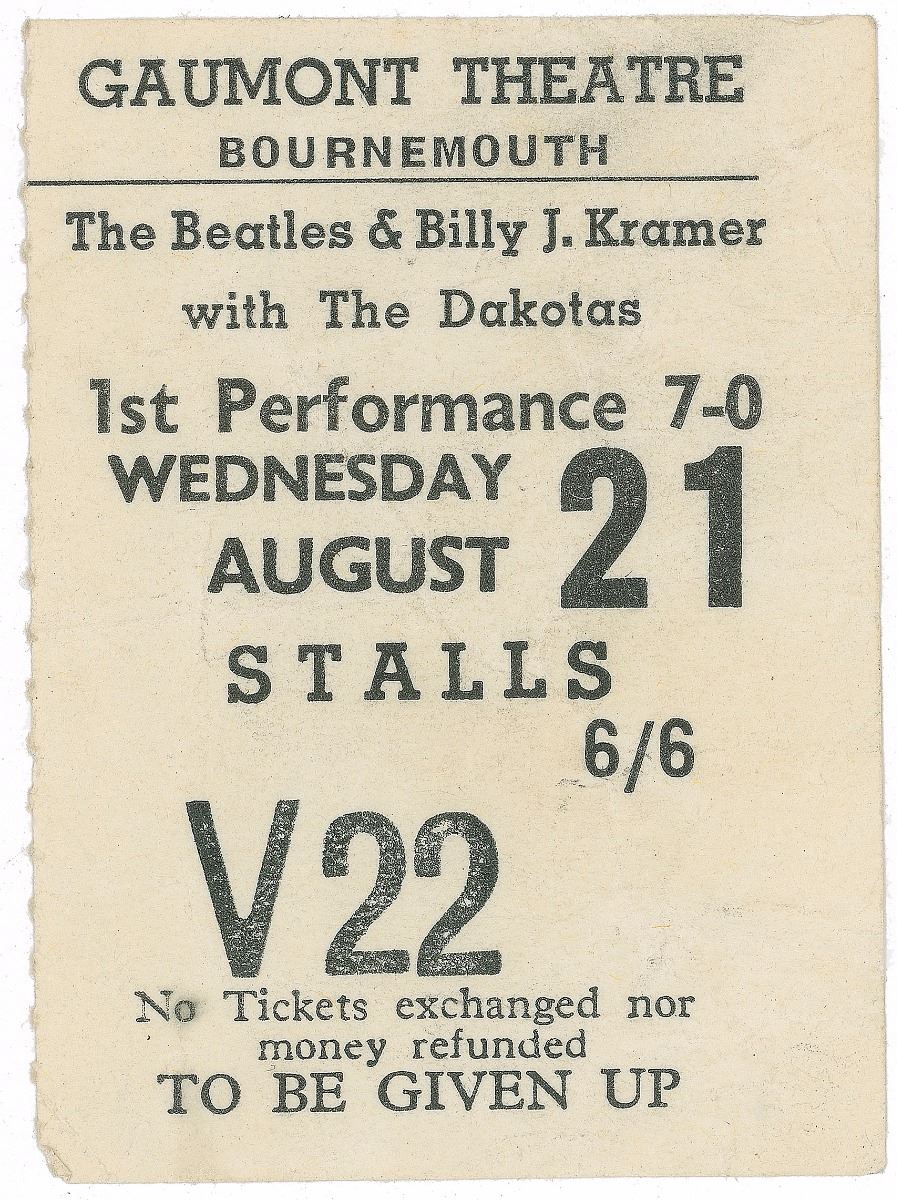 GAUMONT THEATRE
BOURNEMOUTH
The Beatles & Billy J. Kramer
with The Dakotas
1st Performance 7-0
WEDNESDAY
AUGUST 21
STALLS
6/6
V 22
No Tickets exchanged nor
money refunded
TO BE GIVEN UP